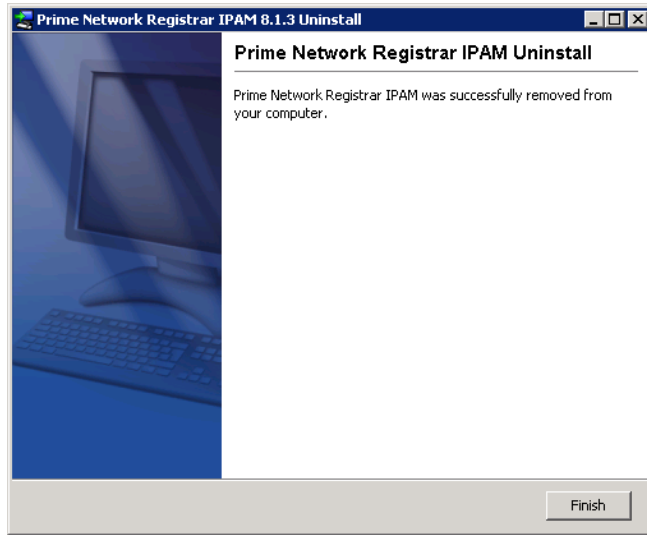 Prime Network Registrar IPAM 8.1.3 Uninstall
Prime Network Registrar IPAM Uninstall
Prime Network Registrar IPAM was successfully removed from
your computer.
Finish